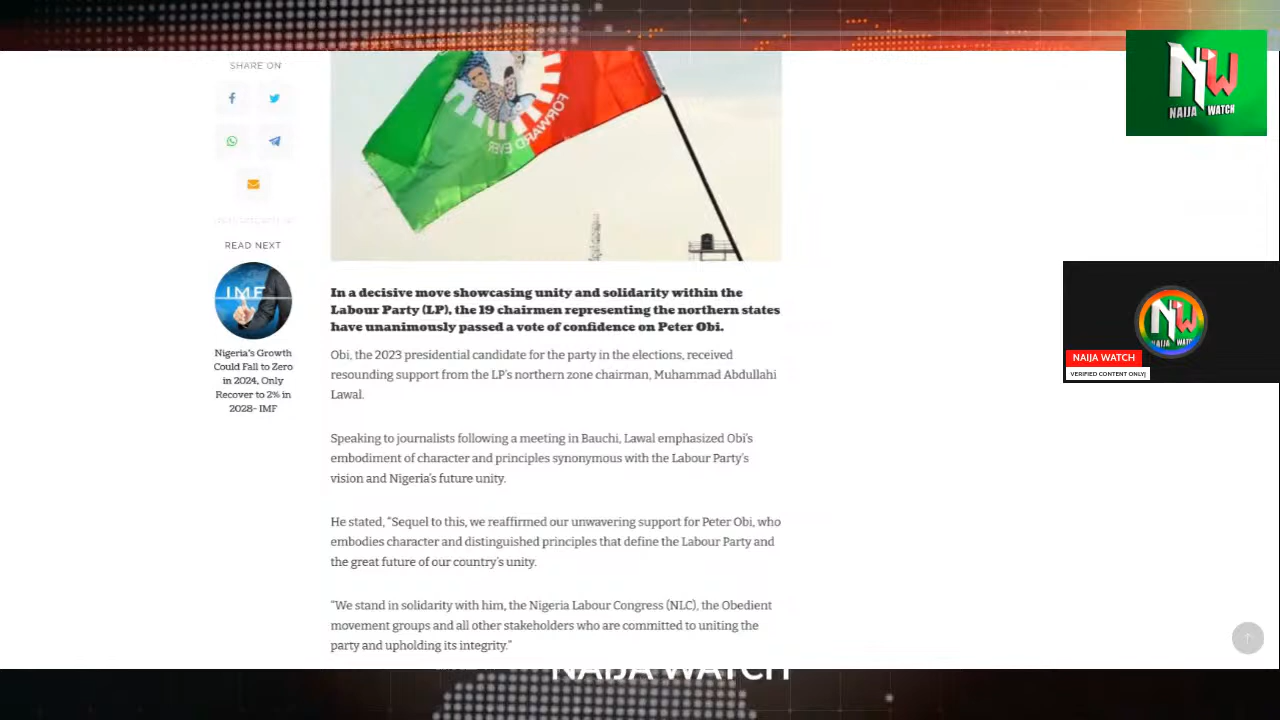 SHARE ON
FORWARD EVER
NW
NAIJA WATCH
READ NEXT
IMF
Nigeria's Growth
Could Fall to Zero
in 2024, Only
Recover to 2% in
2028- IMF
In a decisive move showcasing unity and solidarity within the
Labour Party (LP), the 19 chairmen representing the northern states
have unanimously passed a vote of confidence on Peter Obi.
Obi, the 2023 presidential candidate for the party in the elections, received
resounding support from the LP's northern zone chairman, Muhammad Abdullahi
Lawal.
Speaking to journalists following a meeting in Bauchi, Lawal emphasized Obi's
embodiment of character and principles synonymous with the Labour Party's
vision and Nigeria's future unity.
He stated, “Sequel to this, we reaffirmed our unwavering support for Peter Obi, who
embodies character and distinguished principles that define the Labour Party and
the great future of our country's unity.
“We stand in solidarity with him, the Nigeria Labour Congress (NLC), the Obedient
movement groups and all other stakeholders who are committed to uniting the
party and upholding its integrity.”
NW
NAIJA WATCH
NAIJA WATCH
VERIFIED CONTENT ONLY|
NAIJA WATCH